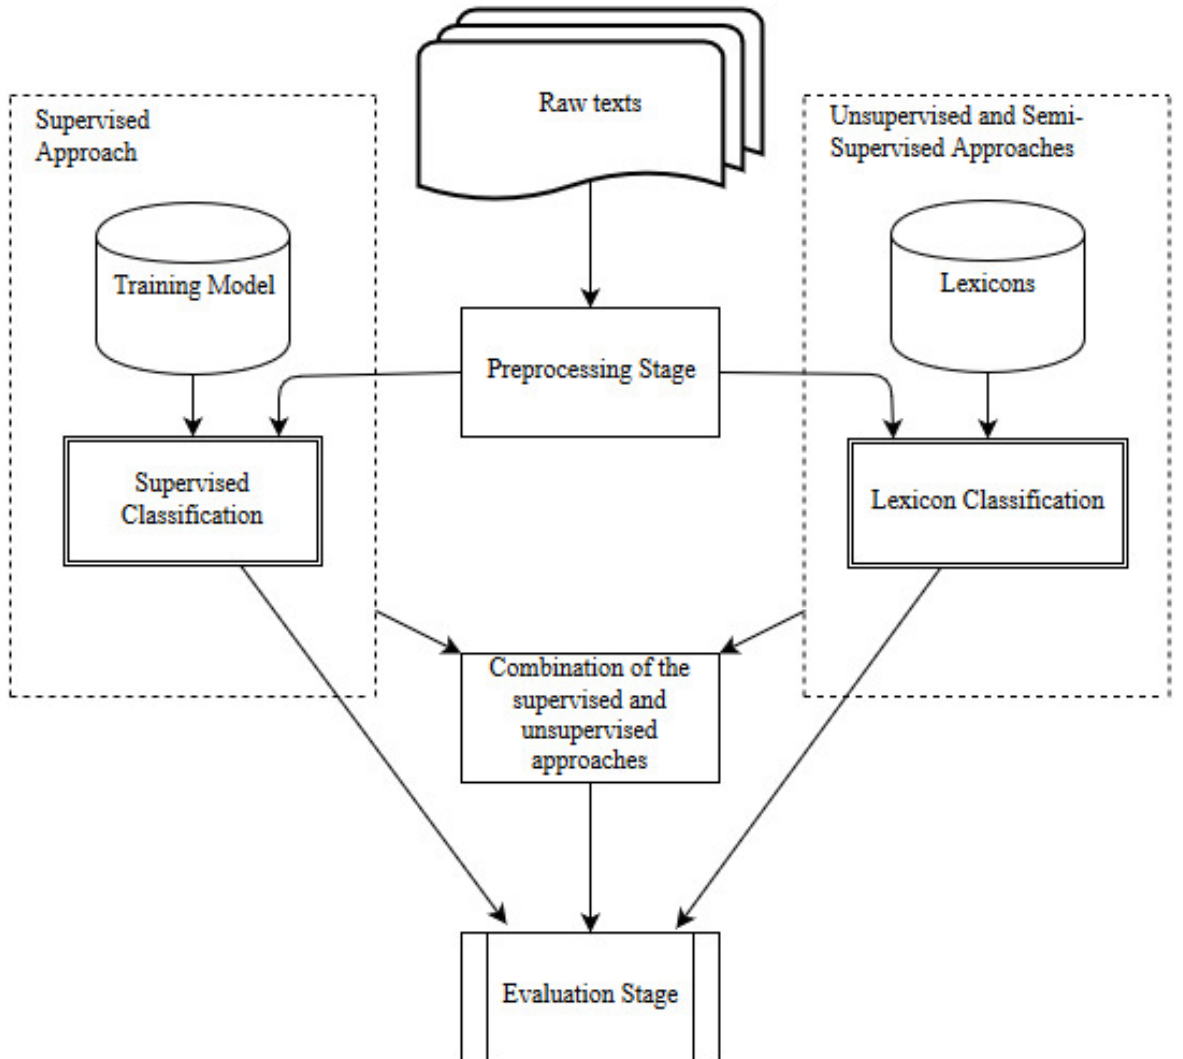 Raw texts
Supervised
Approach
Unsupervised and Semi-
Supervised Approaches
Training Model
Lexicons
Preprocessing Stage
Supervised
Classification
Lexicon Classification
Combination of the
supervised and
unsupervised
approaches
Evaluation Stage